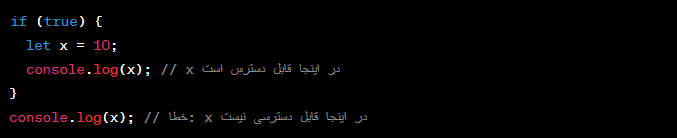 if (true) {
  let x = 10;
  console.log(x); // x در اینجا قابل دسترس است
}
console.log(x); // خطا: x در اینجا قابل دسترسی نیست